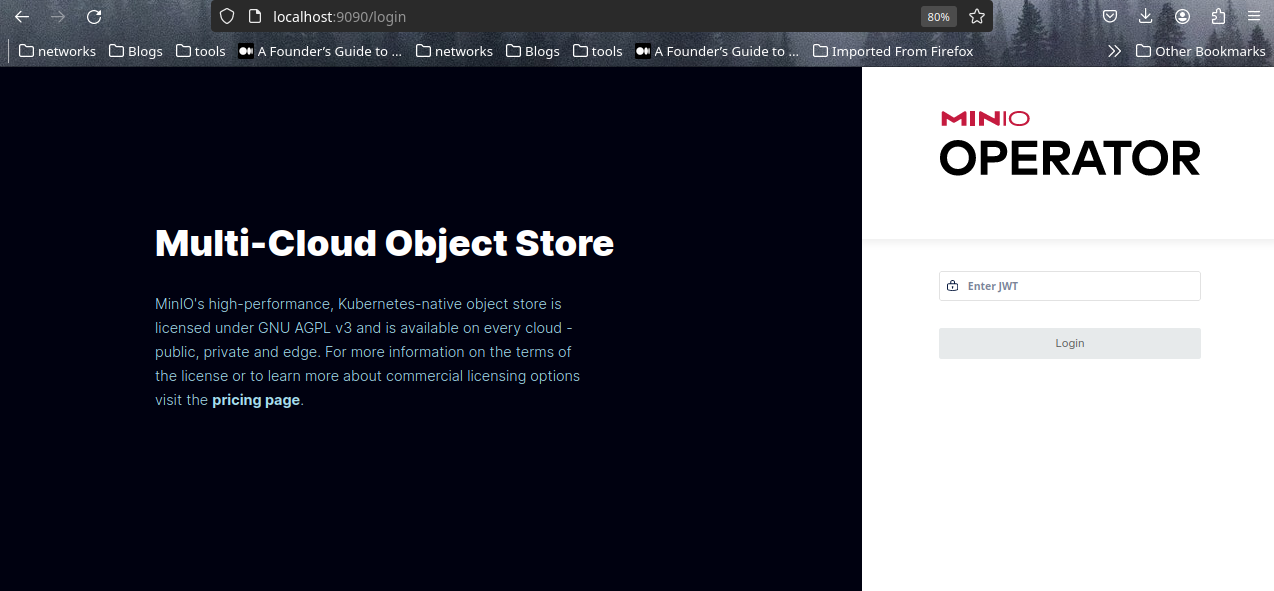 localhost:9090/login
80%
networks Blogs tools A Founder's Guide to ... networks Blogs tools A Founder's Guide to ... Imported From Firefox Other Bookmarks
MINIO
OPERATOR
Multi-Cloud Object Store
MinIO's high-performance, Kubernetes-native object store is
licensed under GNU AGPL v3 and is available on every cloud -
public, private and edge. For more information on the terms of
the license or to learn more about commercial licensing options
visit the pricing page.
Enter JWT
Login